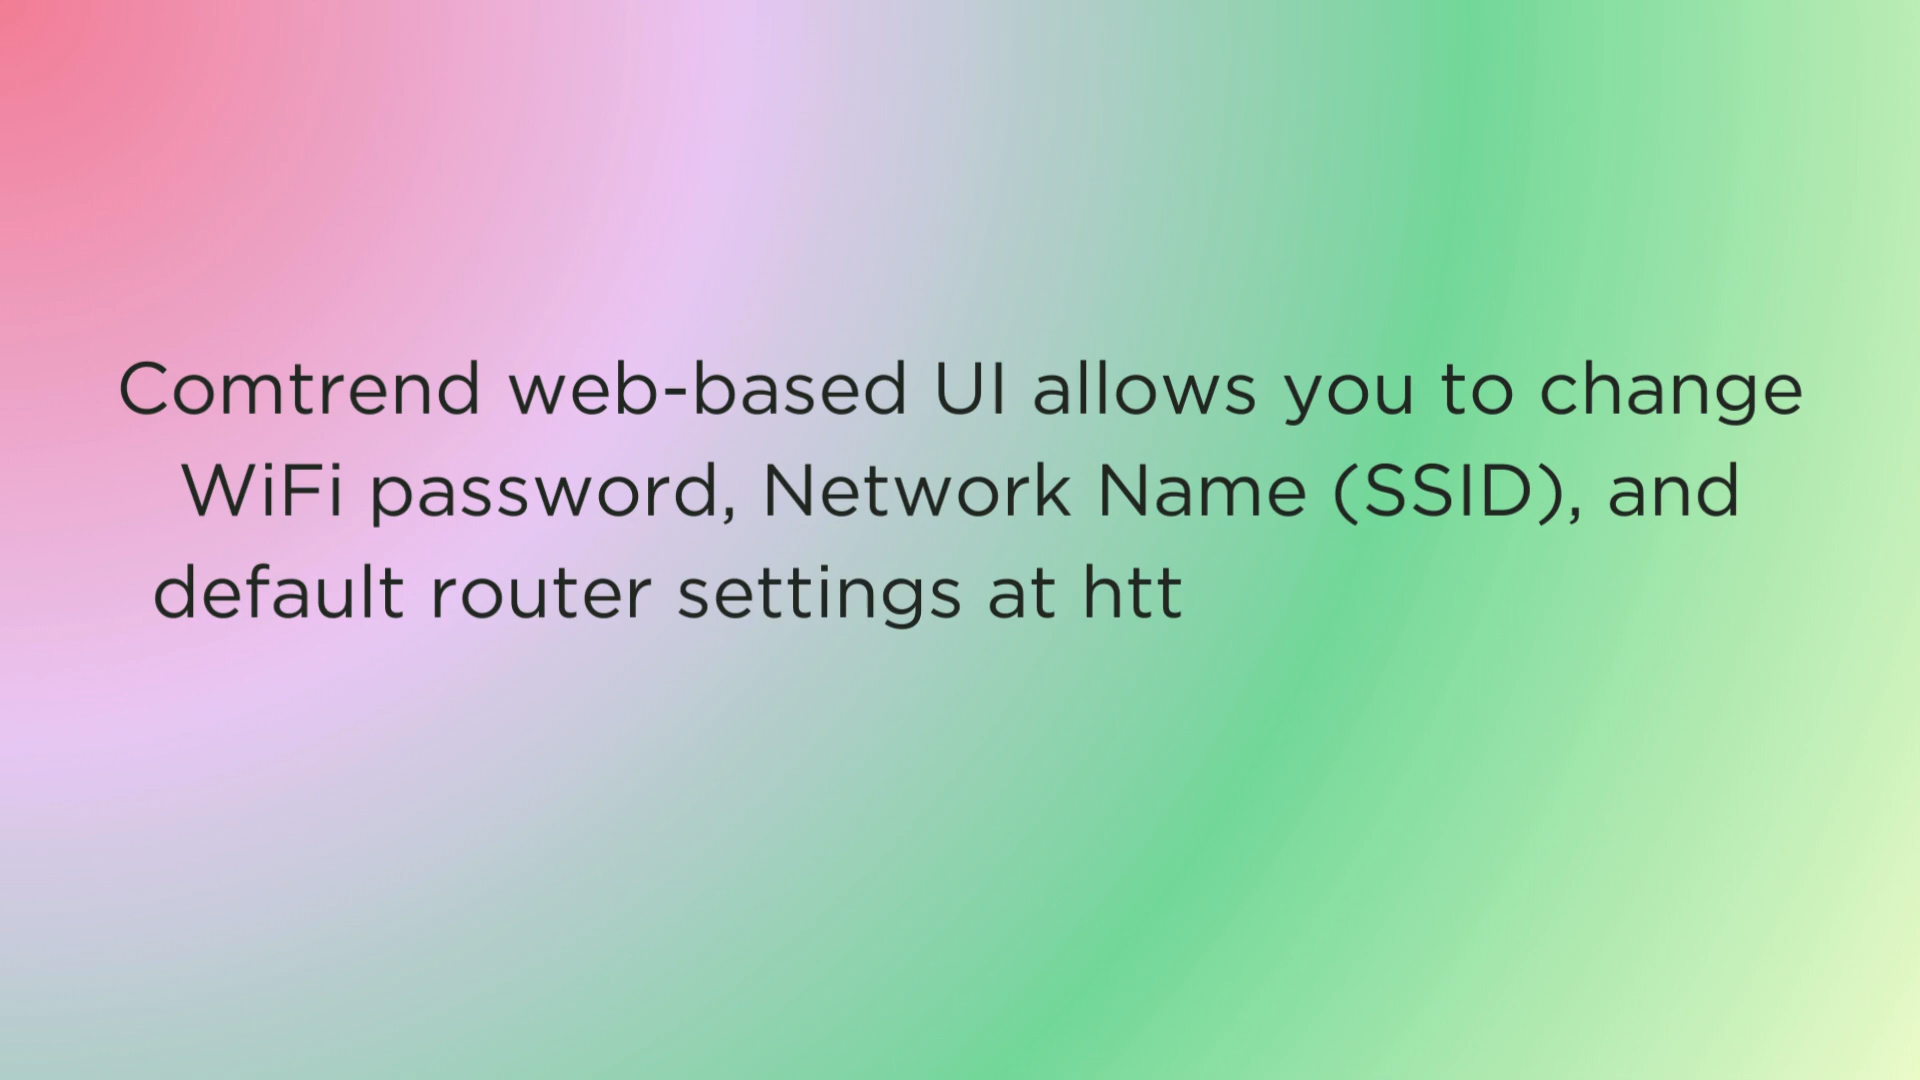 Comtrend web-based UI allows you to change
WiFi password, Network Name (SSID), and
default router settings at htt